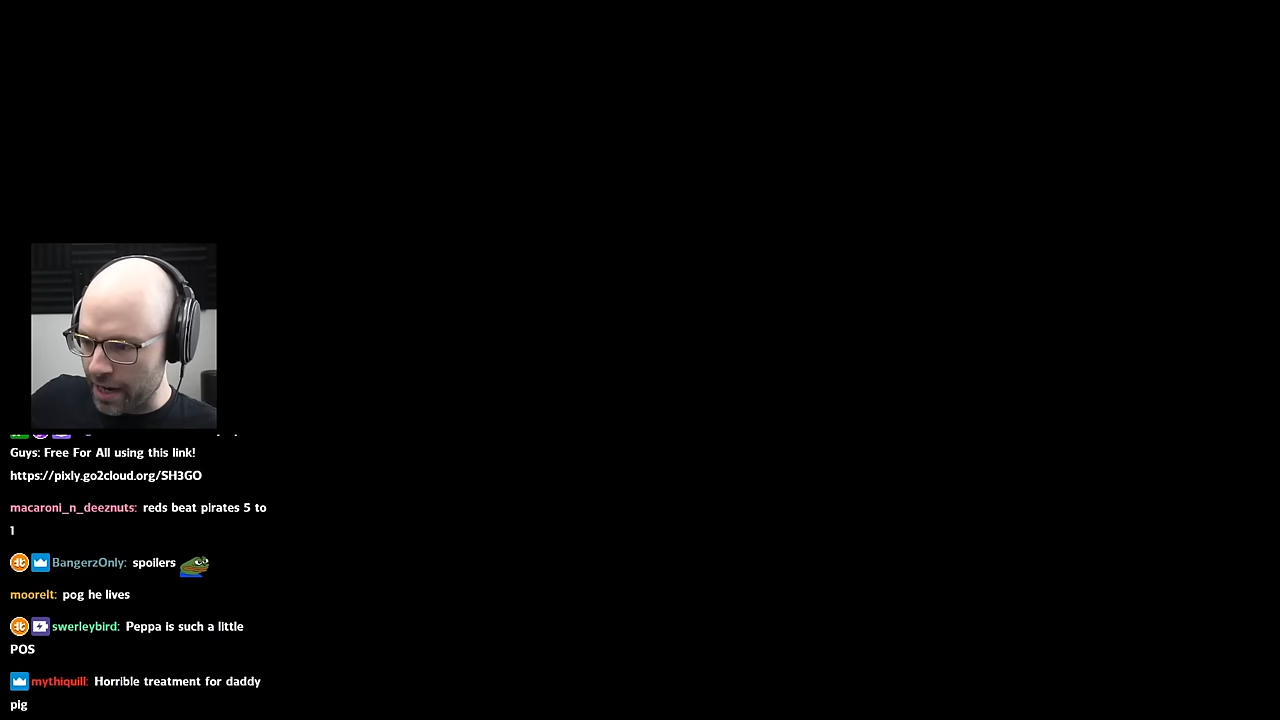 Guys: Free For All using this link!
https://pixly.go2cloud.org/SH3GO
macaroni_n_deeznuts: reds beat pirates 5 to
1
BangerzOnly: spoilers
moorelt: pog he lives
swerleybird: Peppa is such a little
POS
mythiquill: Horrible treatment for daddy
pig